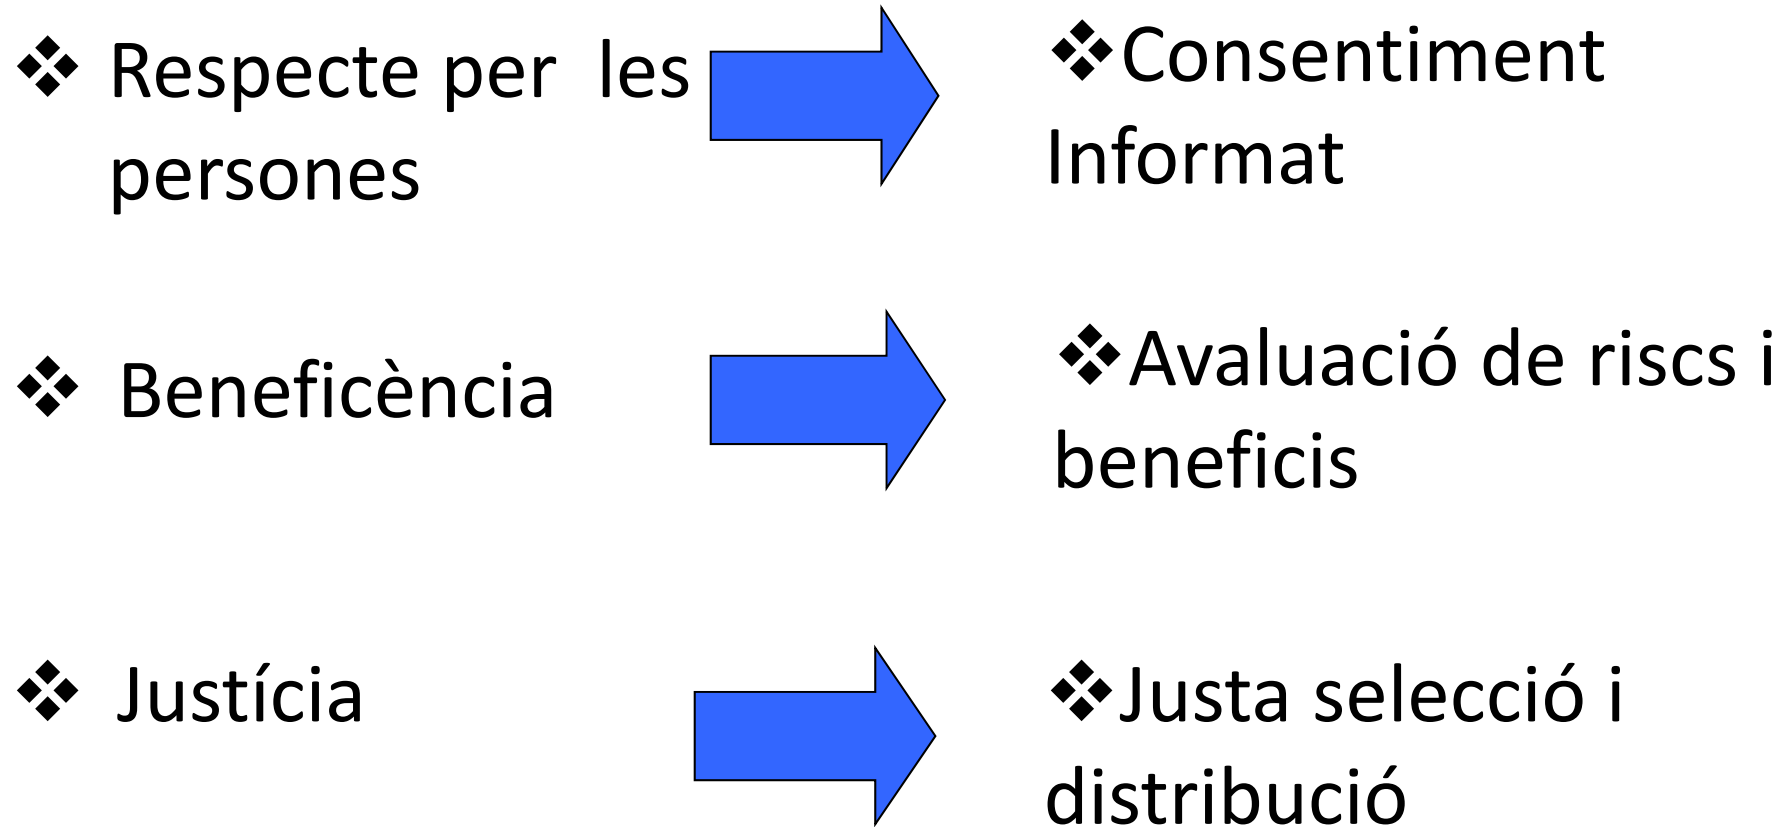 ❖ Respecte per les
persones
❖Consentiment
Informat
❖ Beneficència
❖Avaluació de riscs i
beneficis
❖ Justícia
❖Justa selecció i
distribució